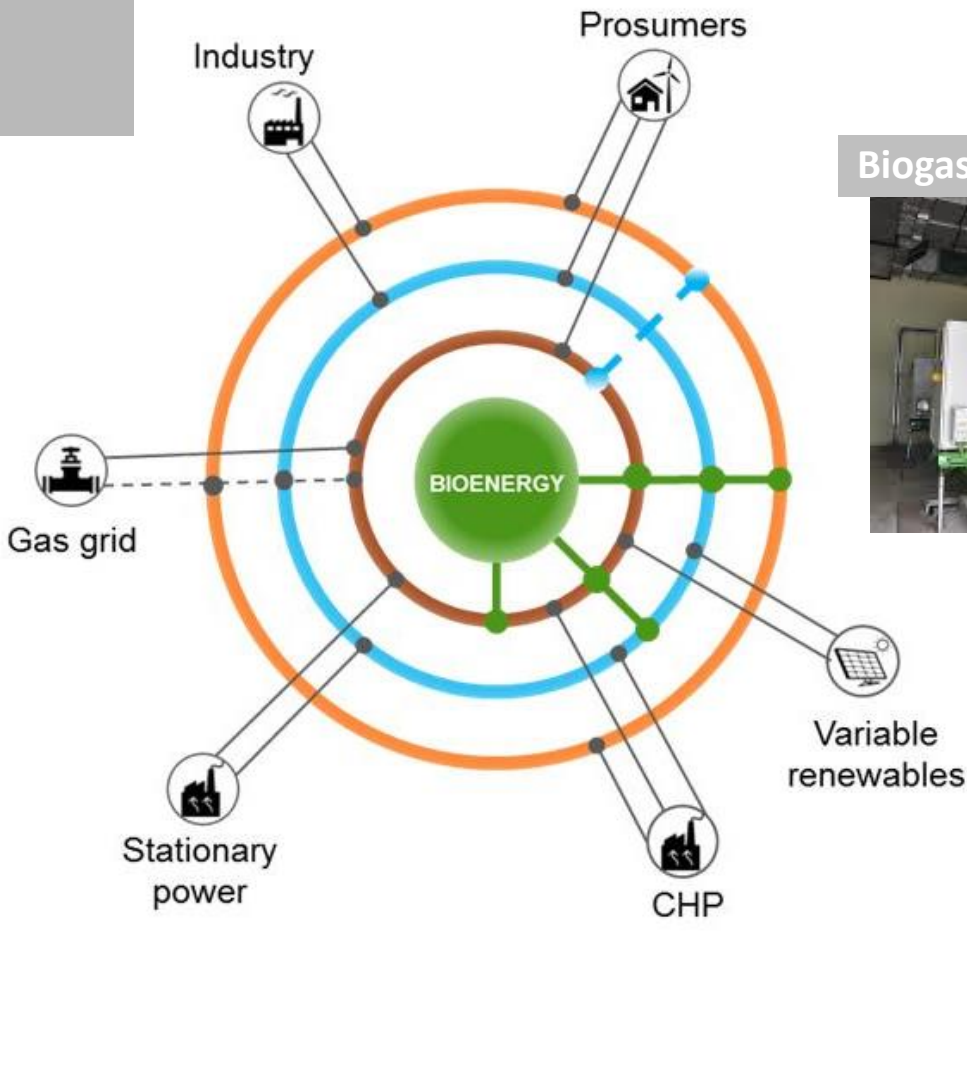 Prosumers
Industry
Biogas
BIOENERGY
Gas grid
Variable
renewables
Stationary
power
CHP